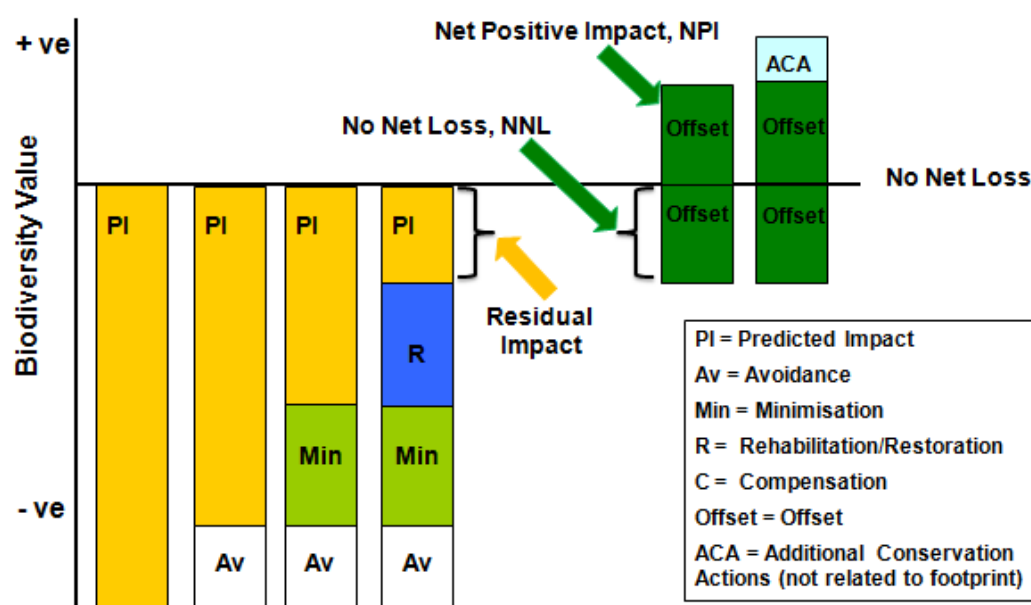 + ve
Net Positive Impact, NPI
ACA
Offset
Offset
No Net Loss, NNL
No Net Loss
Biodiversity Value
PI
PI
PI
PI
Offset
Offset
Residual
Impact
R
Min
Min
- ve
Av
Av
Av
PI = Predicted Impact
Av = Avoidance
Min = Minimisation
R = Rehabilitation/Restoration
C = Compensation
Offset = Offset
ACA = Additional Conservation
Actions (not related to footprint)